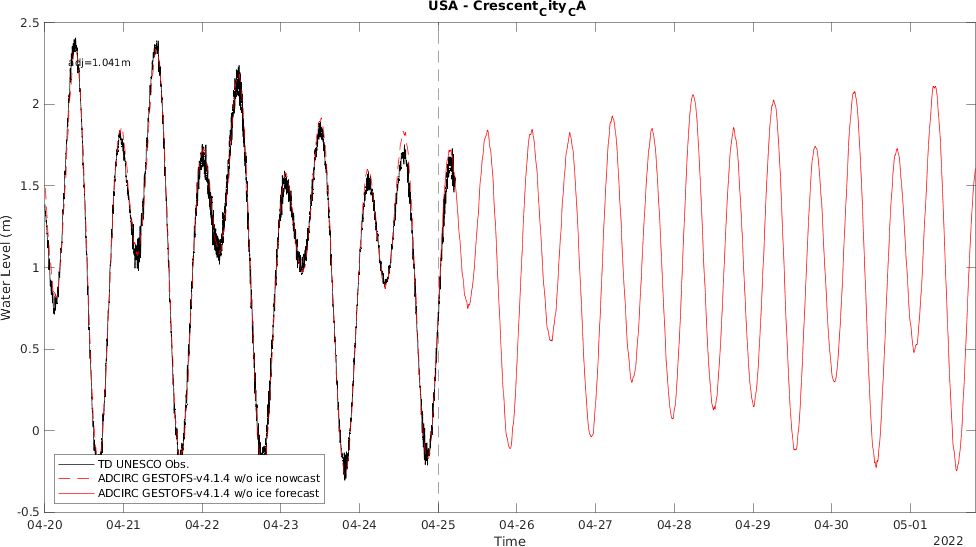 USA - CrescentCityCA
2.5
adj=1.041m
2
1.5
Water Level (m)
1
0.5
0
TD UNESCO Obs.
ADCIRC GESTOFS-v4.1.4 w/o ice nowcast
ADCIRC GESTOFS-v4.1.4 w/o ice forecast
-0.5
04-20 04-21 04-22 04-23 04-24 04-25 04-26 04-27 04-28 04-29 04-30 05-01
Time
2022